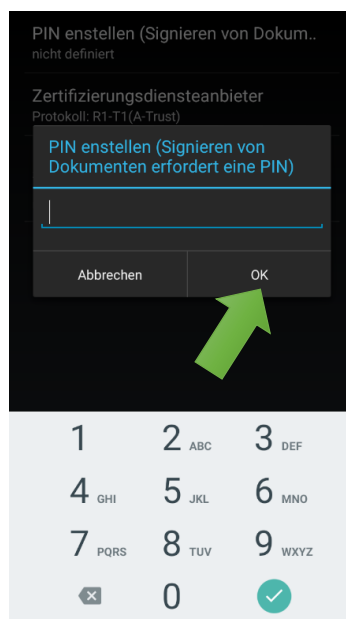 PIN enstellen (Signieren von Dokum..
nicht definiert
Zertifizierungsdiensteanbieter
Protokoll: R1-T1(A-Trust)
PIN enstellen (Signieren von
Dokumenten erfordert eine PIN)
Abbrechen OK
1 2 ABC 3 DEF
4 GHI 5 JKL 6 MNO
7 PQRS 8 TUV 9 WXYZ
0